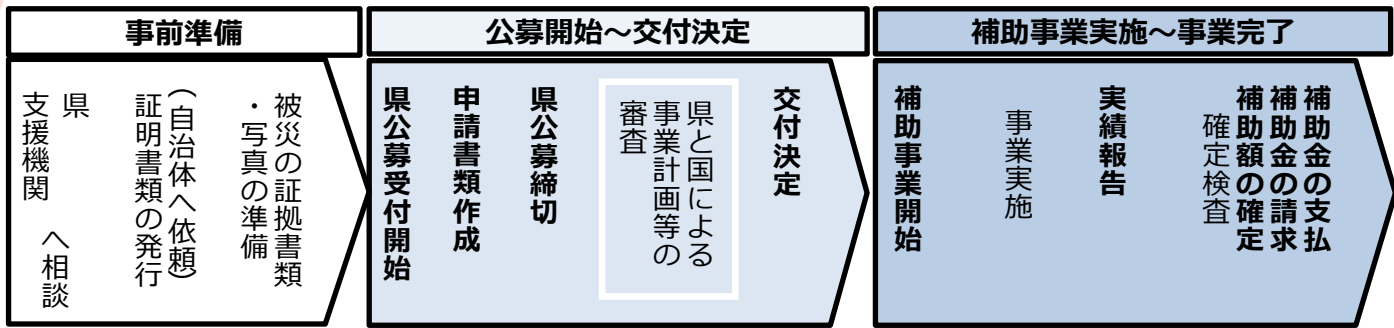 事前準備
県
支援機関
へ相談
証明書類の発行
(自治体へ依頼)
被災の証拠書類
・写真の準備
公募開始～交付決定
県公募受付開始
申請書類作成
県公募締切
県と国による
事業計画等の
審査
交付決定
補助事業実施～事業完了
補助事業開始
事業実施
実績報告
確定検査
補助額の確定
補助金の請求
補助金の支払